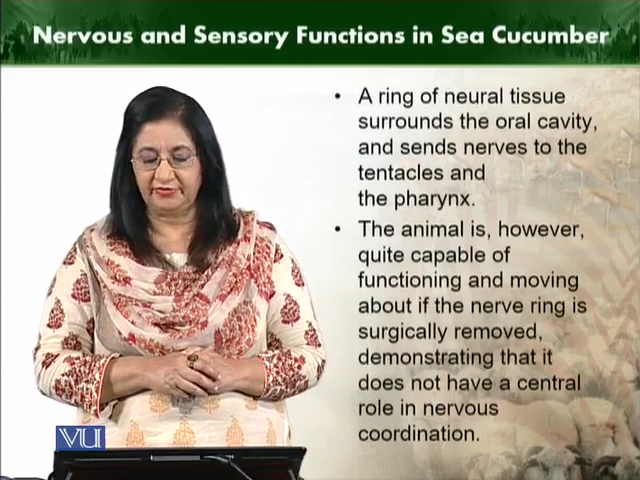 Nervous and Sensory Functions in Sea Cucumber
• A ring of neural tissue
surrounds the oral cavity,
and sends nerves to the
tentacles and
the pharynx.
• The animal is, however,
quite capable of
functioning and moving
about if the nerve ring is
surgically removed,
demonstrating that it
does not have a central
role in nervous
coordination.
VU